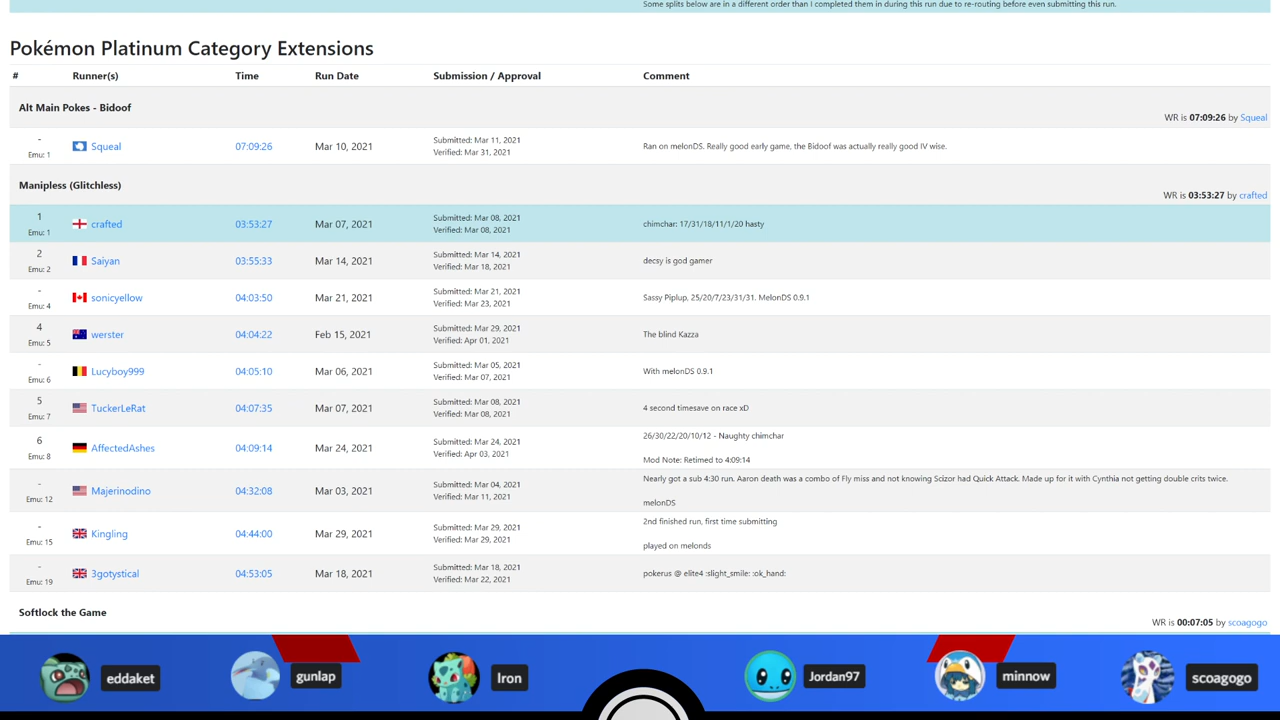 Some splits below are in a different order than I completed them in during this run due to re-routing before even submitting this run.
Pokémon Platinum Category Extensions
# Runner(s) Time Run Date Submission / Approval Comment
Alt Main Pokes - Bidoof
WR is 07:09:26 by Squeal
- Emu: 1 Squeal 07:09:26 Mar 10, 2021 Submitted: Mar 11, 2021 Verified: Mar 31, 2021 Ran on melonDS. Really good early game, the Bidoof was actually really good IV wise.
Manipless (Glitchless)
WR is 03:53:27 by crafted
1 Emu: 1 crafted 03:53:27 Mar 07, 2021 Submitted: Mar 08, 2021 Verified: Mar 08, 2021 chimchar: 17/31/18/11/1/20 hasty
2 Emu: 2 Saiyan 03:55:33 Mar 14, 2021 Submitted: Mar 14, 2021 Verified: Mar 18, 2021 decsy is god gamer
- Emu: 4 sonicyellow 04:03:50 Mar 21, 2021 Submitted: Mar 21, 2021 Verified: Mar 23, 2021 Sassy Piplup, 25/20/7/23/31/31. MelonDS 0.9.1
4 Emu: 5 werster 04:04:22 Feb 15, 2021 Submitted: Mar 29, 2021 Verified: Apr 01, 2021 The blind Kazza
- Emu: 6 Lucyboy999 04:05:10 Mar 06, 2021 Submitted: Mar 05, 2021 Verified: Mar 07, 2021 With melonDS 0.9.1
5 Emu: 7 TuckerLeRat 04:07:35 Mar 07, 2021 Submitted: Mar 08, 2021 Verified: Mar 08, 2021 4 second timesave on race xD
6 Emu: 8 AffectedAshes 04:09:14 Mar 24, 2021 Submitted: Mar 24, 2021 Verified: Apr 03, 2021 26/30/22/20/10/12 - Naughty chimchar
Mod Note: Retimed to 4:09:14
- Emu: 12 Majerinodino 04:32:08 Mar 03, 2021 Submitted: Mar 04, 2021 Verified: Mar 11, 2021 Nearly got a sub 4:30 run. Aaron death was a combo of Fly miss and not knowing Scizor had Quick Attack. Made up for it with Cynthia not getting double crits twice.
melonDS
- Emu: 15 Kingling 04:44:00 Mar 29, 2021 Submitted: Mar 29, 2021 Verified: Mar 29, 2021 2nd finished run, first time submitting
played on melonds
- Emu: 19 3gotystical 04:53:05 Mar 18, 2021 Submitted: Mar 18, 2021 Verified: Mar 22, 2021 pokerus @ elite4 :slight_smile: :ok_hand:
Softlock the Game
WR is 00:07:05 by scoagogo
eddaket gunlap Iron Jordan97 minnow scoagogo